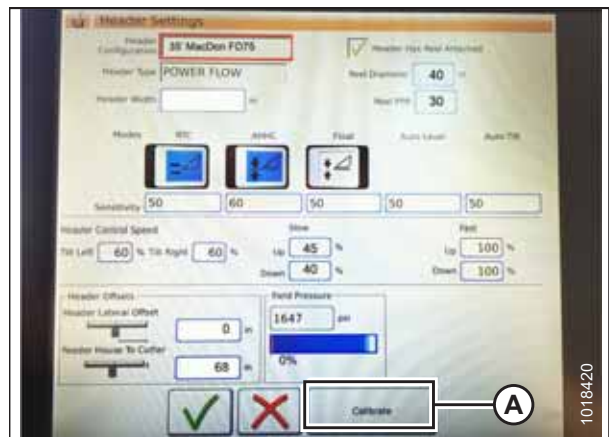 Header Settings
Header Configuration
35' MacDon FD75
Header Has Reel Attached
Header Type
POWER FLOW
Reel Diameter 40 in
Header Width in
Reel PPR 30
Modes RTC AHHC Float Auto Level Auto Tilt
Sensitivity 50 60 50 50 50
Header Control Speed
Slow
Fast
Tilt Left 60 % Tilt Right 60 %
Up 45 %
Up 100 %
Down 40 %
Down 100 %
Header Offsets
Header Lateral Offset
0 in
Feeder House To Cutter
68 in
Field Pressure
1647 psi
0%
Calibrate
A
1018420